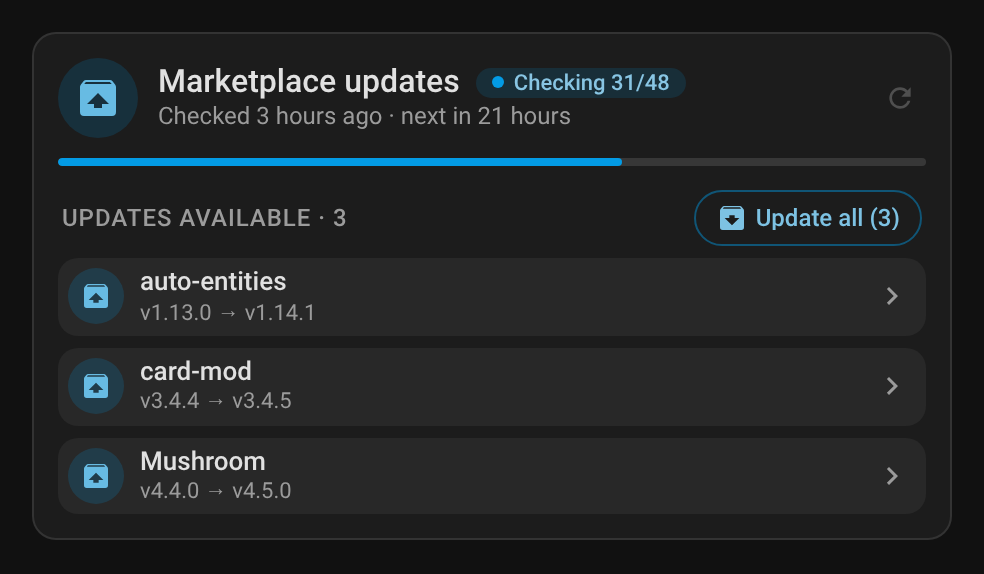 Marketplace updates
Checking 31/48
Checked 3 hours ago · next in 21 hours
UPDATES AVAILABLE · 3
Update all (3)
auto-entities
v1.13.0 → v1.14.1
card-mod
v3.4.4 → v3.4.5
Mushroom
v4.4.0 → v4.5.0